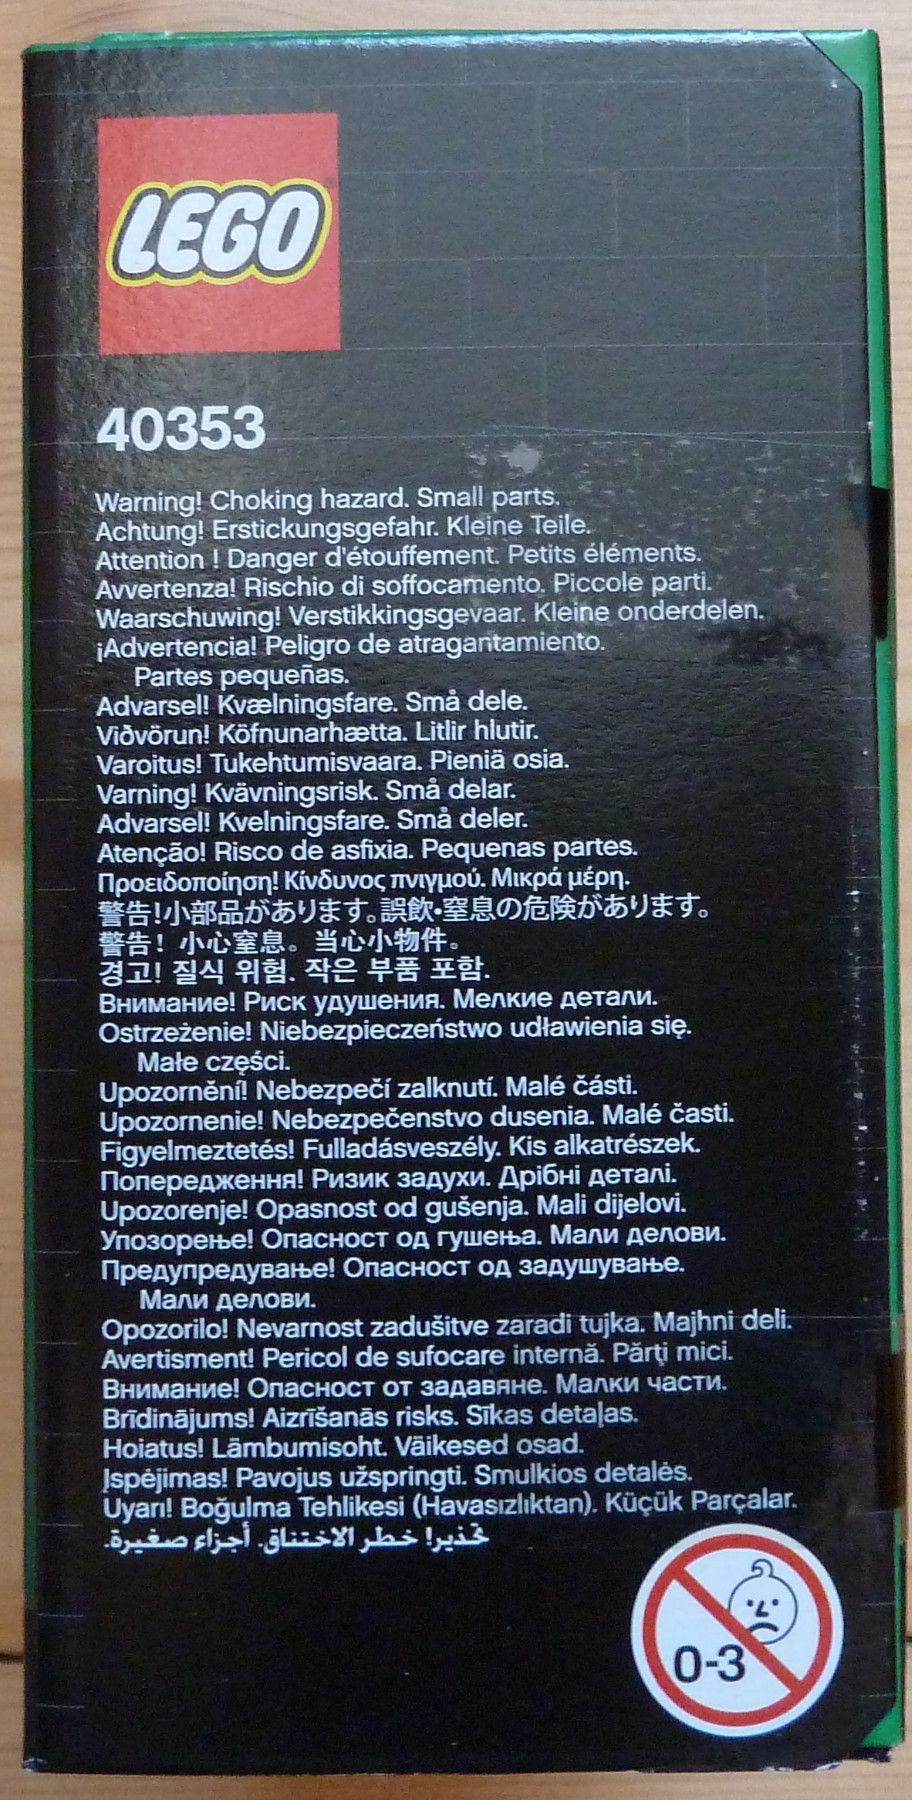 LEGO
40353
Warning! Choking hazard. Small parts.
Achtung! Erstickungsgefahr. Kleine Teile.
Attention ! Danger d'étouffement. Petits éléments.
Avvertenza! Rischio di soffocamento. Piccole parti.
Waarschuwing! Verstikkingsgevaar. Kleine onderdelen.
¡Advertencia! Peligro de atragantamiento.
Partes pequeñas.
Advarsel! Kvælningsfare. Små dele.
Viðvörun! Köfnunarhætta. Litlir hlutir.
Varoitus! Tukehtumisvaara. Pieniä osia.
Varning! Kvävningsrisk. Små delar.
Advarsel! Kvelningsfare. Små deler.
Atenção! Risco de asfixia. Pequenas partes.
Προειδοποίηση! Κίνδυνος πνιγμού. Μικρά μέρη.
警告!小部品があります。誤飲・窒息の危険があります。
警告！小心窒息。当心小物件。
경고! 질식 위험. 작은 부품 포함.
Внимание! Риск удушения. Мелкие детали.
Ostrzeżenie! Niebezpieczeństwo udławienia się.
Małe części.
Upozornění! Nebezpečí zalknutí. Malé části.
Upozornenie! Nebezpečenstvo dusenia. Malé časti.
Figyelmeztetés! Fulladásveszély. Kis alkatrészek.
Попередження! Ризик задухи. Дрібні деталі.
Upozorenje! Opasnost od gušenja. Mali dijelovi.
Упозорење! Опасност од гушења. Мали делови.
Предупредување! Опасност од задушување.
Мали делови.
Opozorilo! Nevarnost zadušitve zaradi tujka. Majhni deli.
Avertisment! Pericol de sufocare internă. Părţi mici.
Внимание! Опасност от задавяне. Малки части.
Brīdinājums! Aizrīšanās risks. Sīkas detaļas.
Hoiatus! Lämbumisoht. Väikesed osad.
Įspėjimas! Pavojus užspringti. Smulkios detalės.
Uyarı! Boğulma Tehlikesi (Havasızlıktan). Küçük Parçalar.
تحذير! خطر الاختناق. أجزاء صغيرة.
0-3